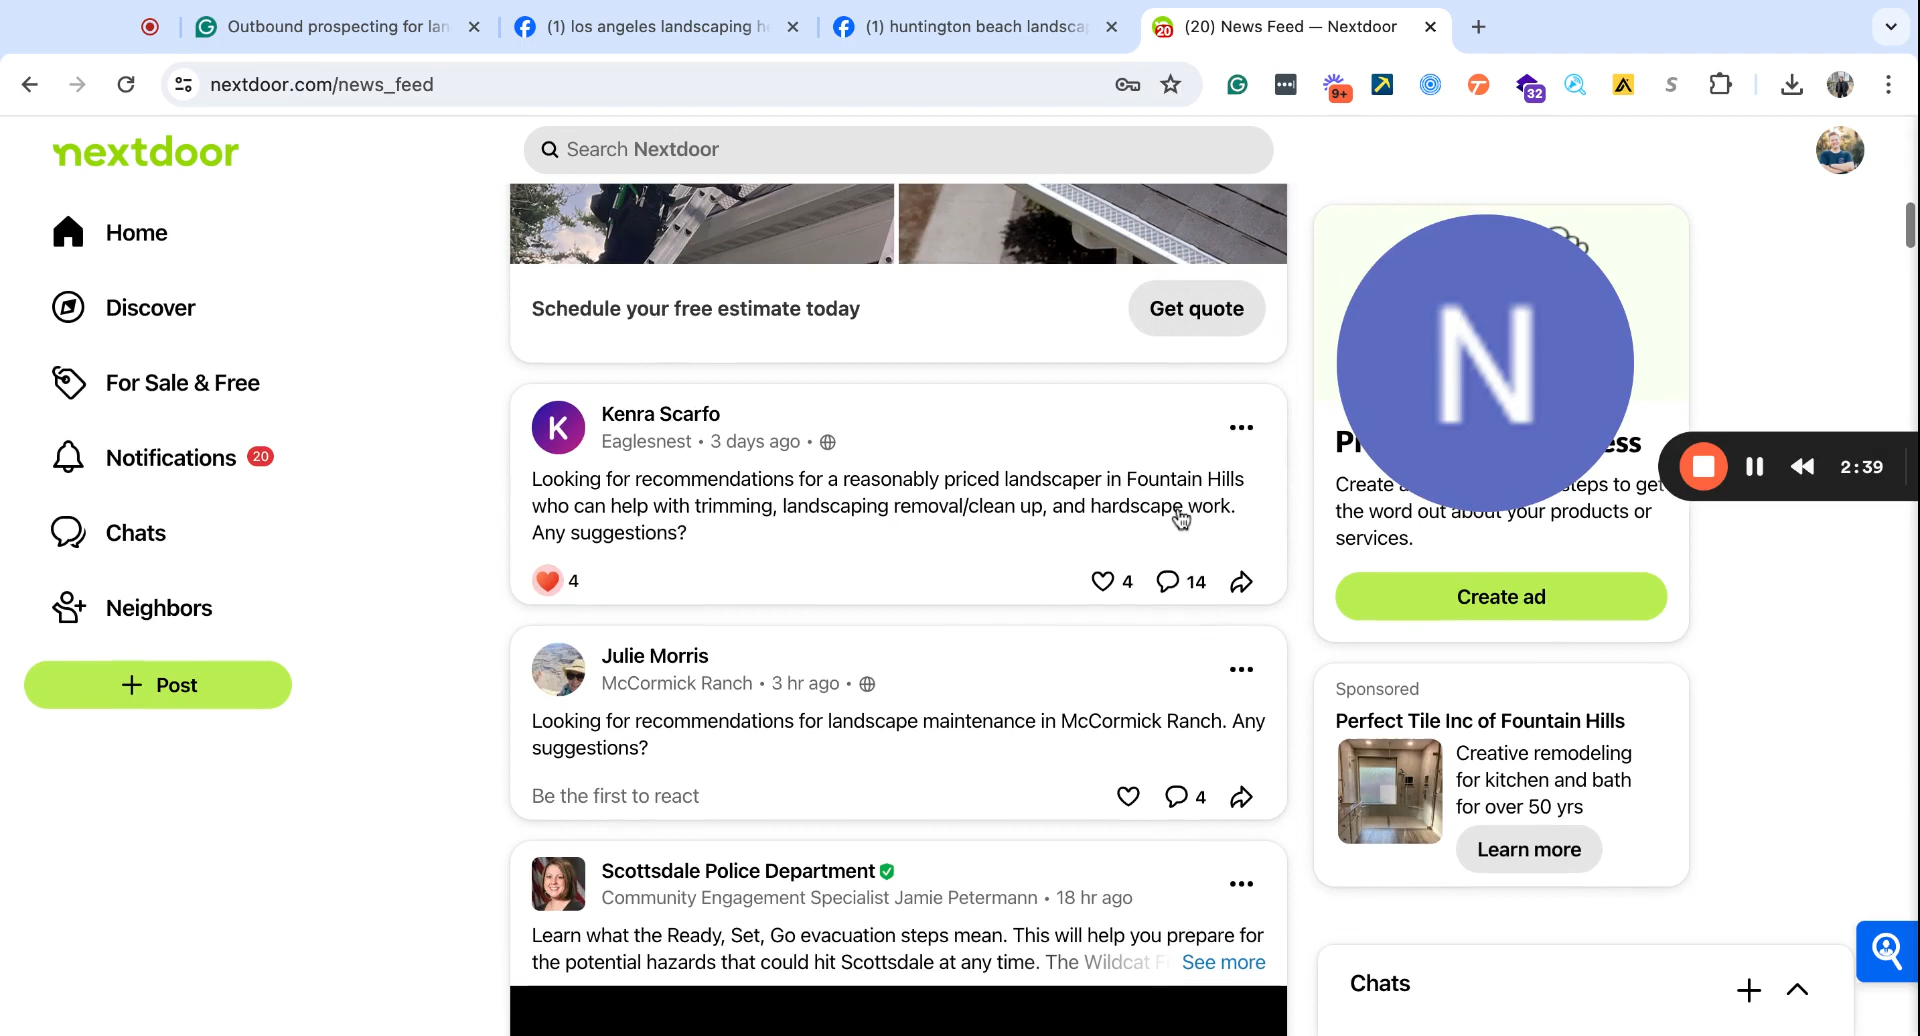 Outbound prospecting for lan
(1) los angeles landscaping he
(1) huntington beach landscap
20
(20) News Feed — Nextdoor
nextdoor.com/news_feed
9+
32
nextdoor
Search Nextdoor
Home
Discover
For Sale & Free
Notifications 20
Chats
Neighbors
+ Post
Schedule your free estimate today
Get quote
K
Kenra Scarfo
Eaglesnest • 3 days ago •
Looking for recommendations for a reasonably priced landscaper in Fountain Hills
who can help with trimming, landscaping removal/clean up, and hardscape work.
Any suggestions?
4
4
14
Julie Morris
McCormick Ranch • 3 hr ago •
Looking for recommendations for landscape maintenance in McCormick Ranch. Any
suggestions?
Be the first to react
4
Scottsdale Police Department
Community Engagement Specialist Jamie Petermann • 18 hr ago
Learn what the Ready, Set, Go evacuation steps mean. This will help you prepare for
the potential hazards that could hit Scottsdale at any time. The Wildcat F See more
N
2:39
the word out about your products or
services.
Create ad
Sponsored
Perfect Tile Inc of Fountain Hills
Creative remodeling
for kitchen and bath
for over 50 yrs
Learn more
Chats